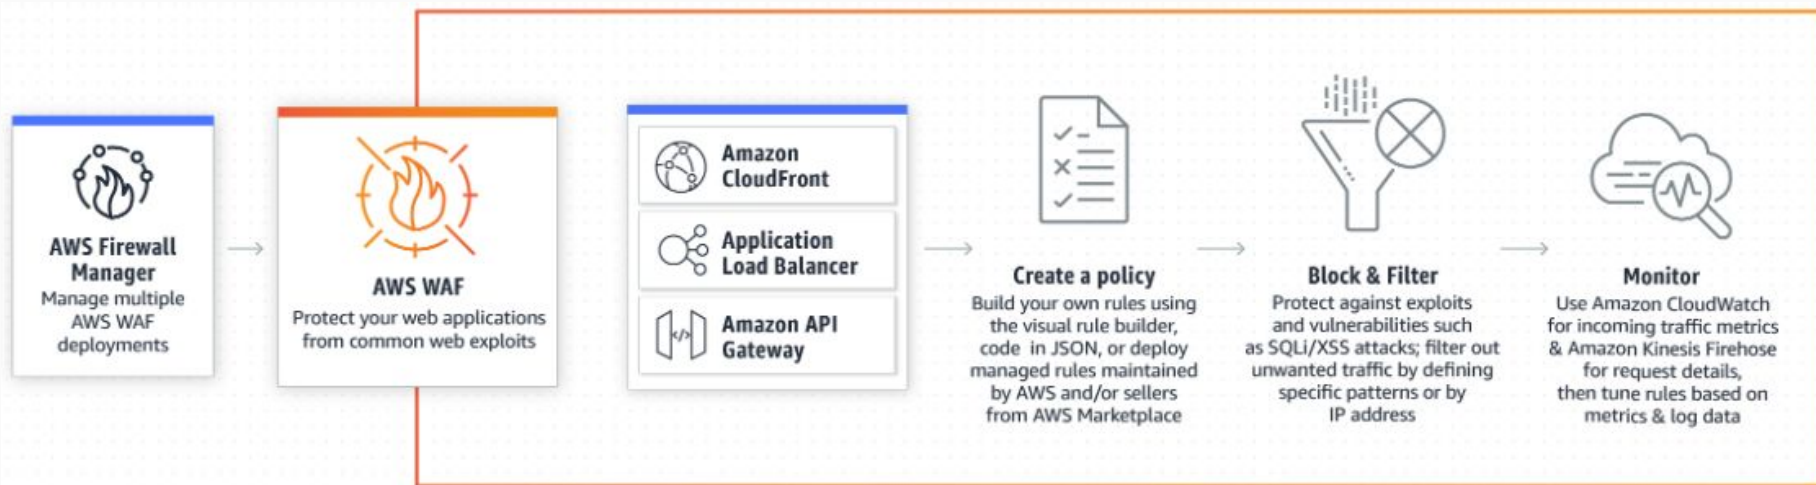 AWS Firewall
Manager
Manage multiple
AWS WAF
deployments
AWS WAF
Protect your web applications
from common web exploits
Amazon
CloudFront
Application
Load Balancer
Amazon API
Gateway
Create a policy
Build your own rules using
the visual rule builder,
code in JSON, or deploy
managed rules maintained
by AWS and/or sellers
from AWS Marketplace
Block & Filter
Protect against exploits
and vulnerabilities such
as SQLi/XSS attacks; filter out
unwanted traffic by defining
specific patterns or by
IP address
Monitor
Use Amazon CloudWatch
for incoming traffic metrics
& Amazon Kinesis Firehose
for request details,
then tune rules based on
metrics & log data